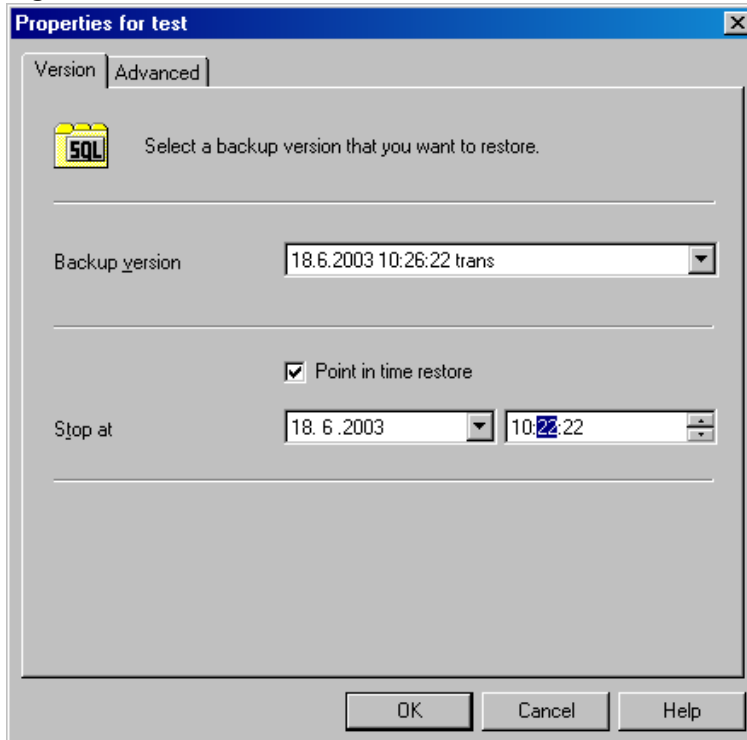 Properties for test
Version Advanced
SQL Select a backup version that you want to restore.
Backup version 18.6.2003 10:26:22 trans
Point in time restore
Stop at 18. 6 .2003 10:22:22
OK Cancel Help